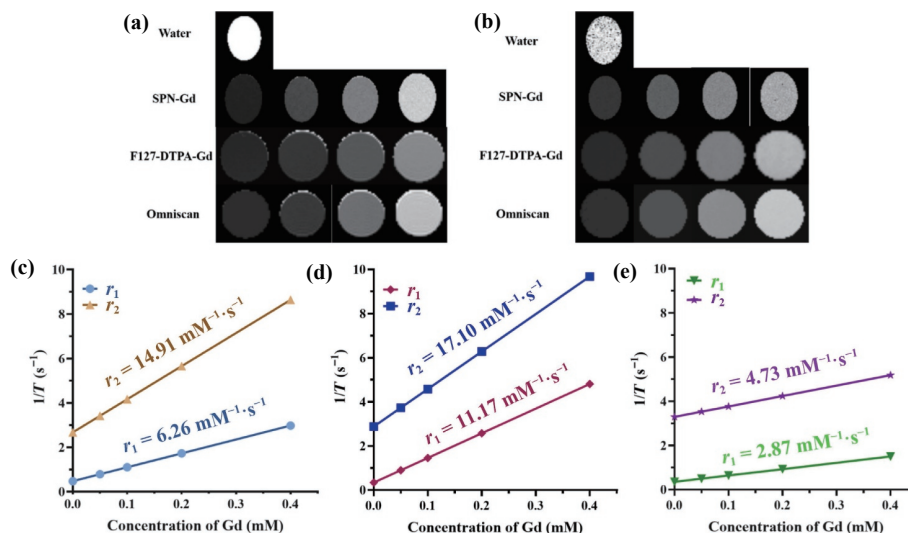 (a)
Water
SPN-Gd
F127-DTPA-Gd
Omniscan
(b)
Water
SPN-Gd
F127-DTPA-Gd
Omniscan
(c)
10
8
6
4
2
0
1/T (s⁻¹)
r₁
r₂
r₂ = 14.91 mM⁻¹·s⁻¹
r₁ = 6.26 mM⁻¹·s⁻¹
0.0 0.1 0.2 0.3 0.4
Concentration of Gd (mM)
(d)
10
8
6
4
2
0
1/T (s⁻¹)
r₁
r₂
r₂ = 17.10 mM⁻¹·s⁻¹
r₁ = 11.17 mM⁻¹·s⁻¹
0.0 0.1 0.2 0.3 0.4
Concentration of Gd (mM)
(e)
10
8
6
4
2
0
1/T (s⁻¹)
r₁
r₂
r₂ = 4.73 mM⁻¹·s⁻¹
r₁ = 2.87 mM⁻¹·s⁻¹
0.0 0.1 0.2 0.3 0.4
Concentration of Gd (mM)